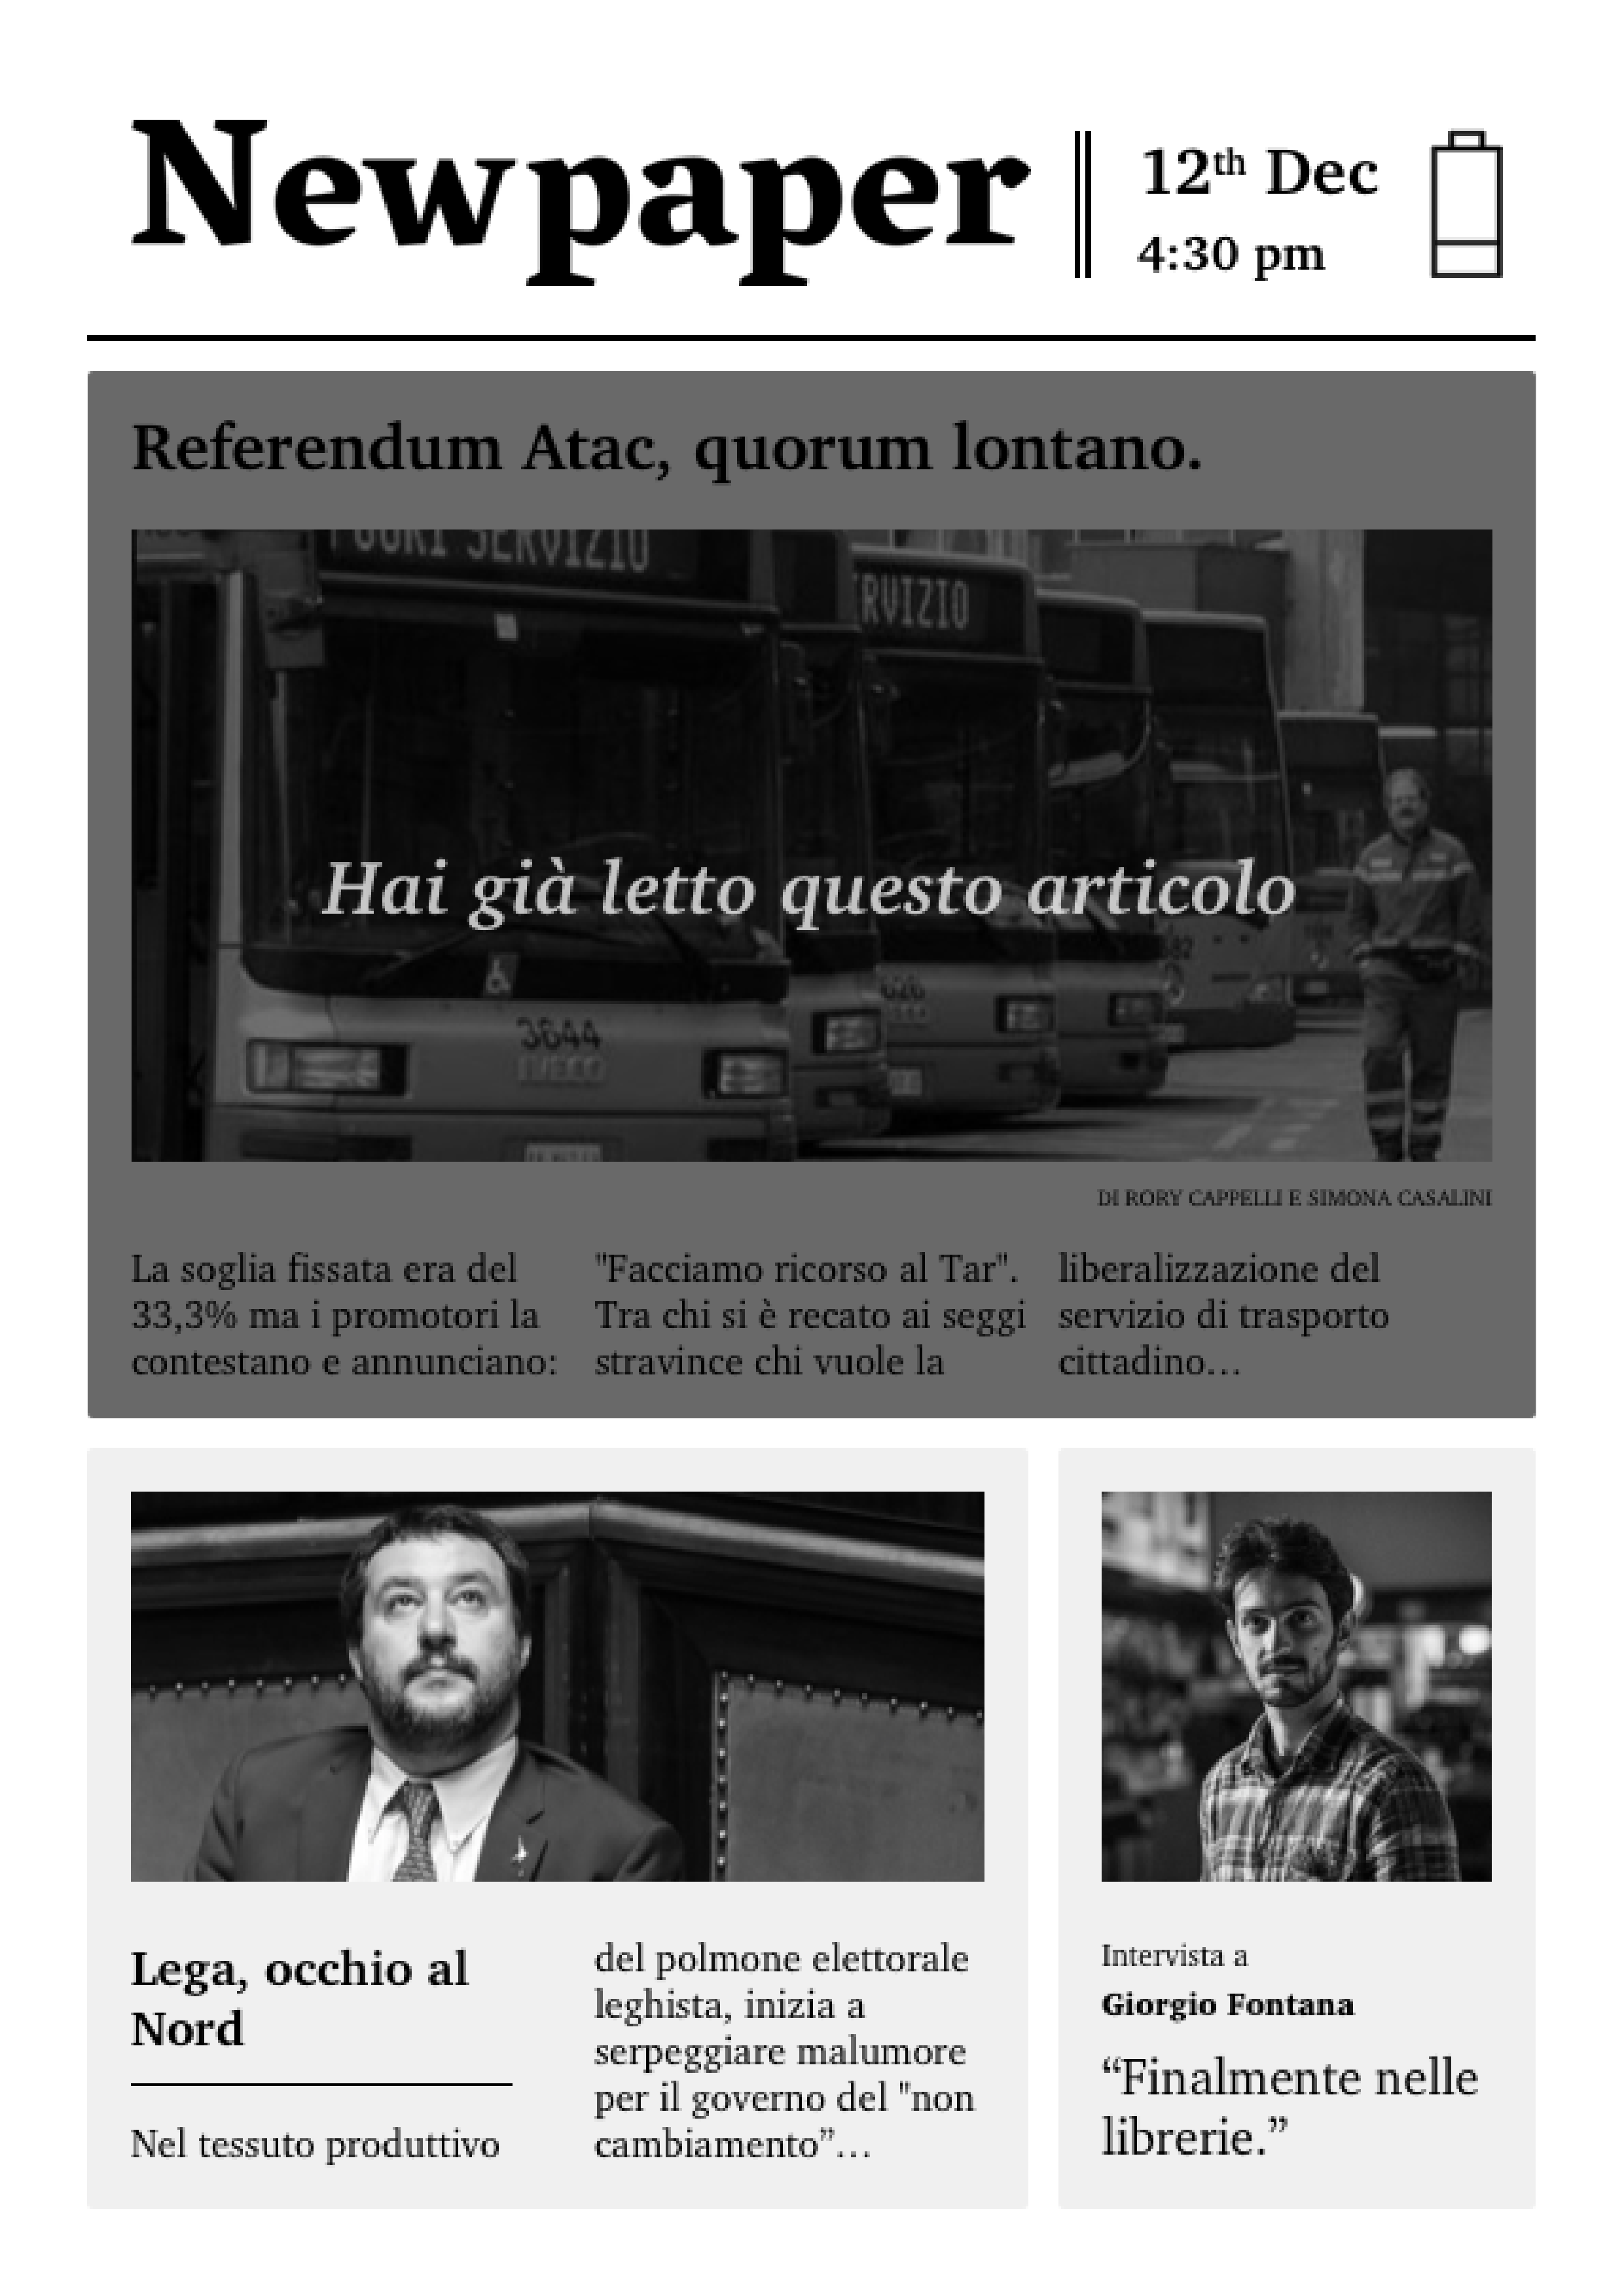 Newpaper
12th Dec
4:30 pm
Referendum Atac, quorum lontano.
SERVIZIO
RVIZIO
Hai già letto questo articolo
3644
DI RORY CAPPELLI E SIMONA CASALINI
La soglia fissata era del
33,3% ma i promotori la
contestano e annunciano:
"Facciamo ricorso al Tar".
Tra chi si è recato ai seggi
stravince chi vuole la
liberalizzazione del
servizio di trasporto
cittadino...
Lega, occhio al
Nord
Nel tessuto produttivo
del polmone elettorale
leghista, inizia a
serpeggiare malumore
per il governo del "non
cambiamento”...
Intervista a
Giorgio Fontana
“Finalmente nelle
librerie.”